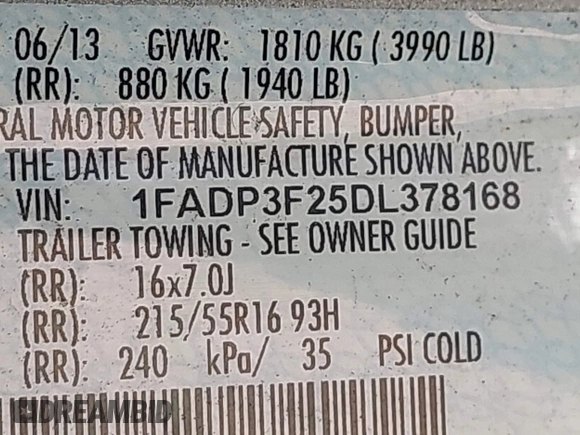 06/13 GVWR: 1810 KG ( 3990 LB)
(RR): 880 KG ( 1940 LB)
RAL MOTOR VEHICLE SAFETY, BUMPER,
THE DATE OF MANUFACTURE SHOWN ABOVE.
VIN: 1FADP3F25DL378168
TRAILER TOWING - SEE OWNER GUIDE
(RR): 16x7.0J
(RR): 215/55R16 93H
(RR): 240 kPa/ 35 PSI COLD
DREAMBID